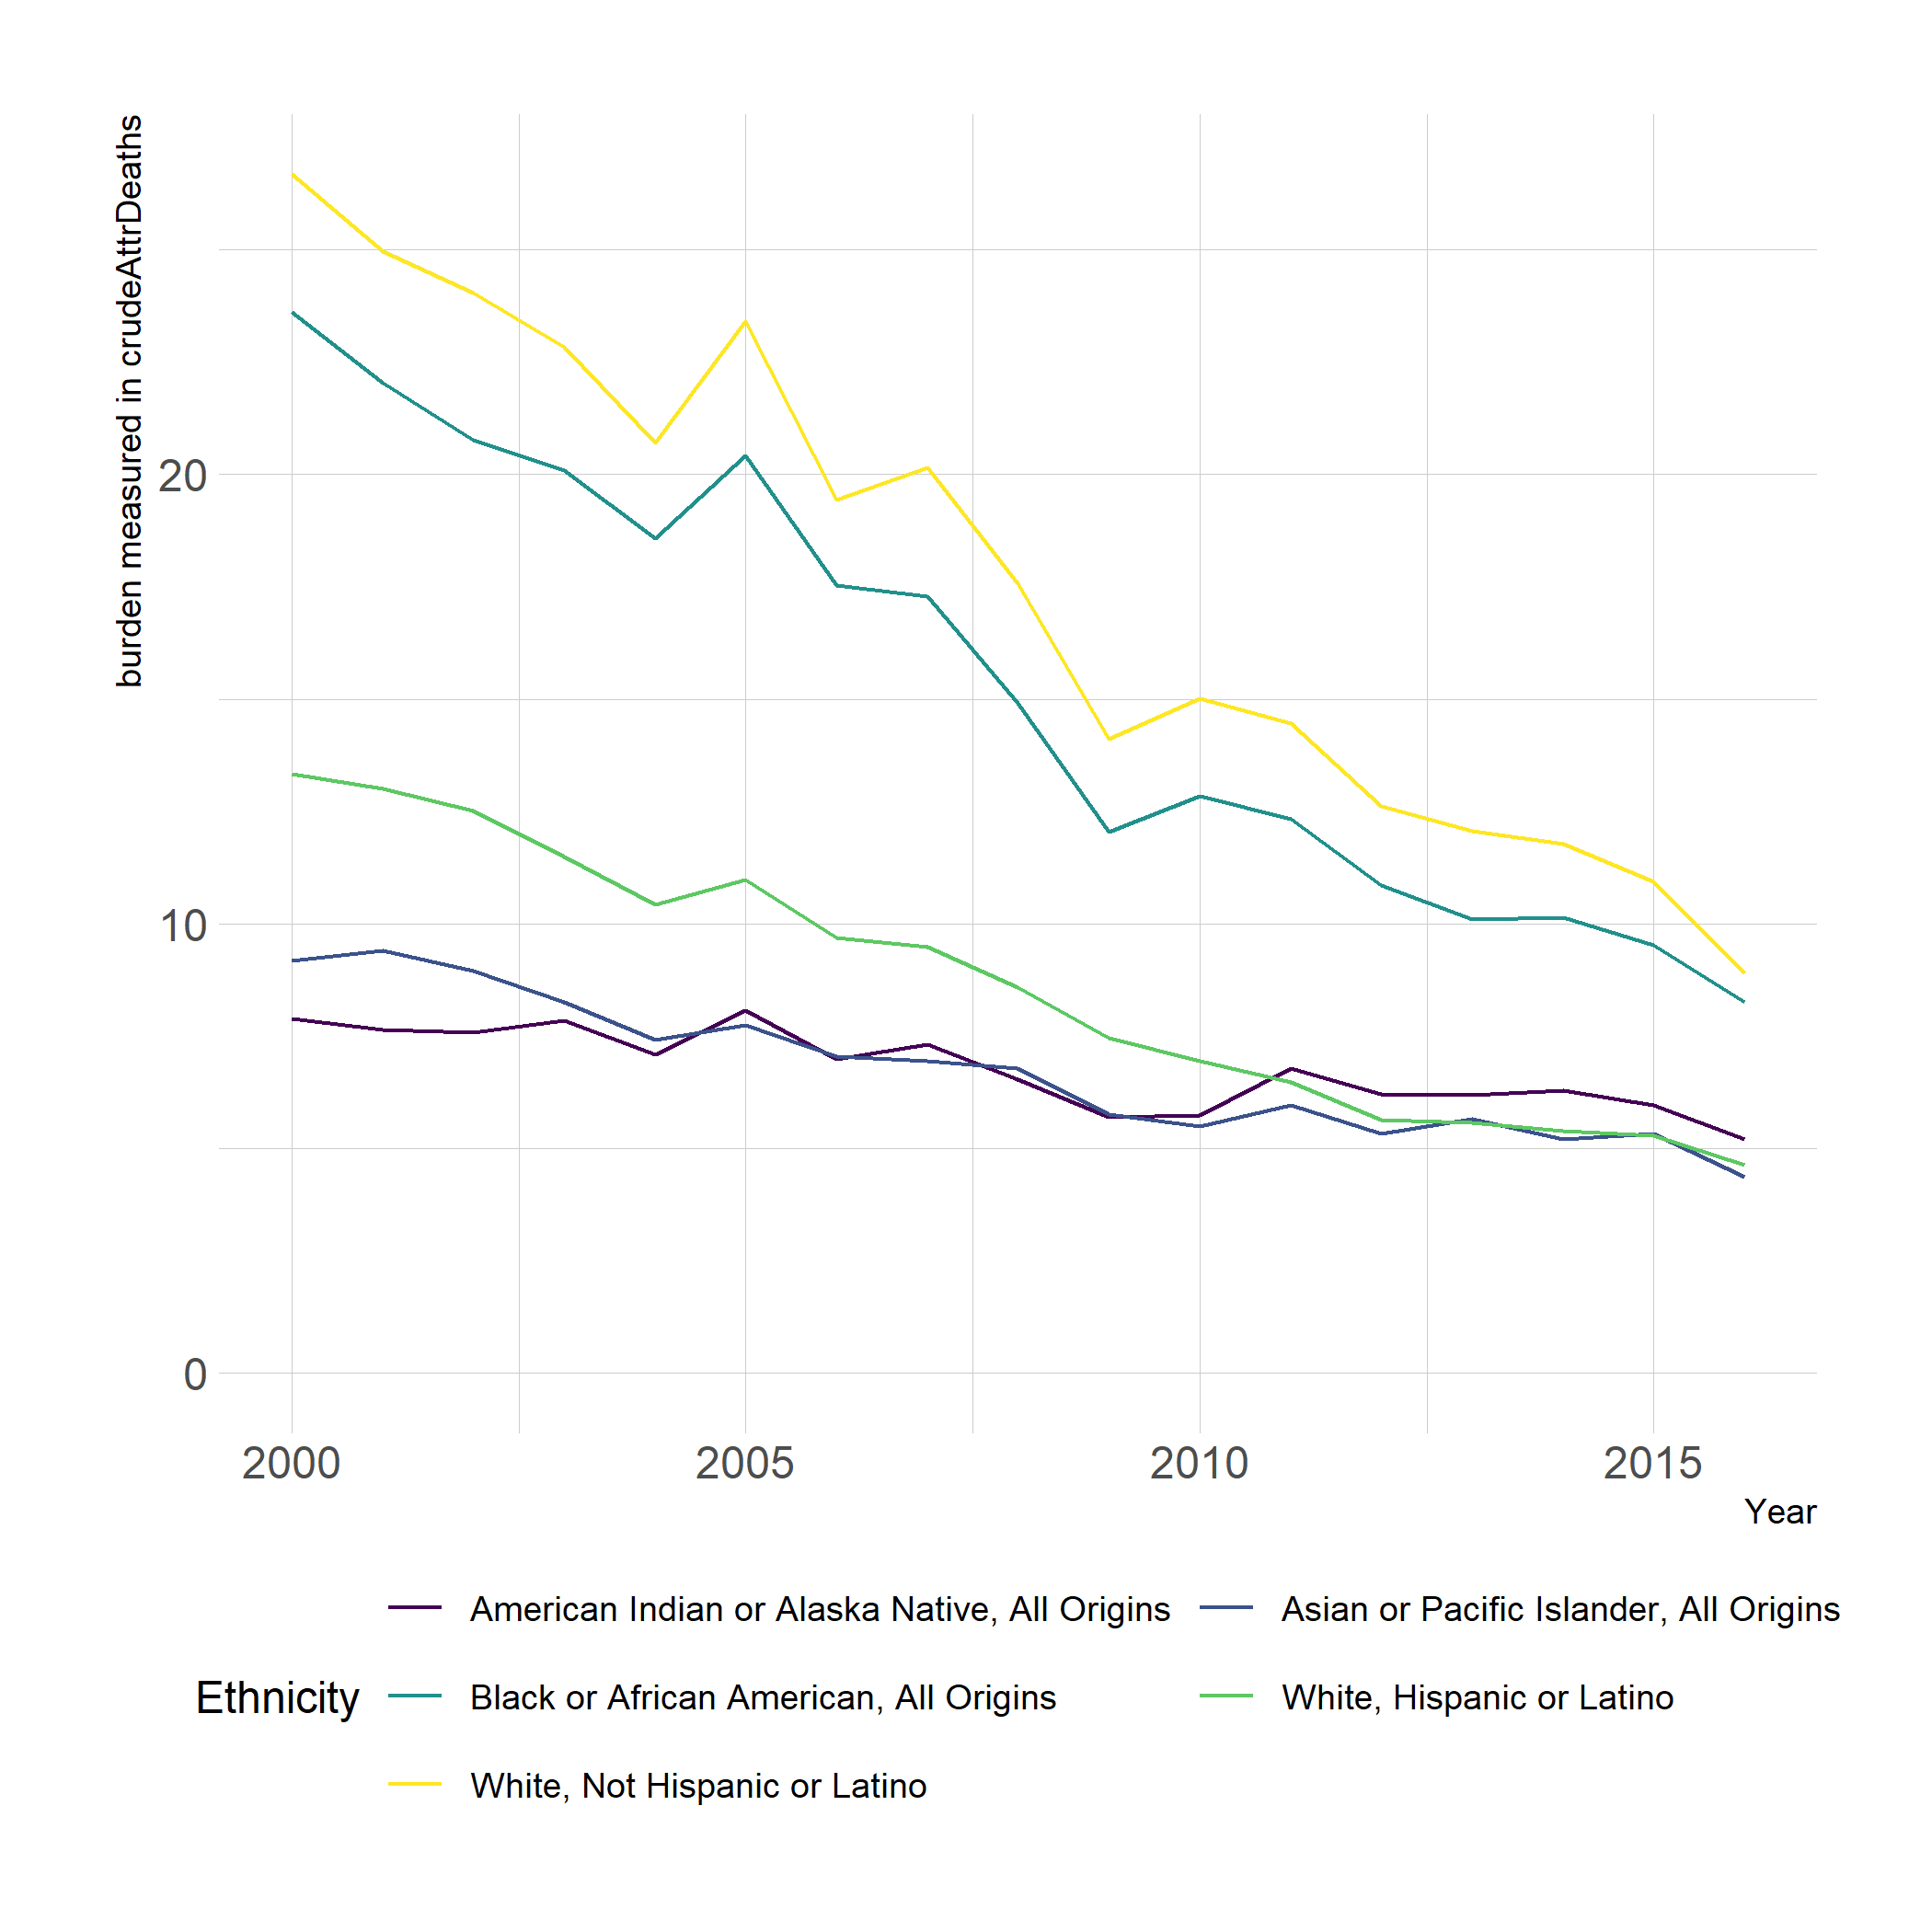 burden measured in crudeAttrDeaths
20
10
0
2000 2005 2010 2015
Year
Ethnicity
American Indian or Alaska Native, All Origins
Asian or Pacific Islander, All Origins
Black or African American, All Origins
White, Hispanic or Latino
White, Not Hispanic or Latino